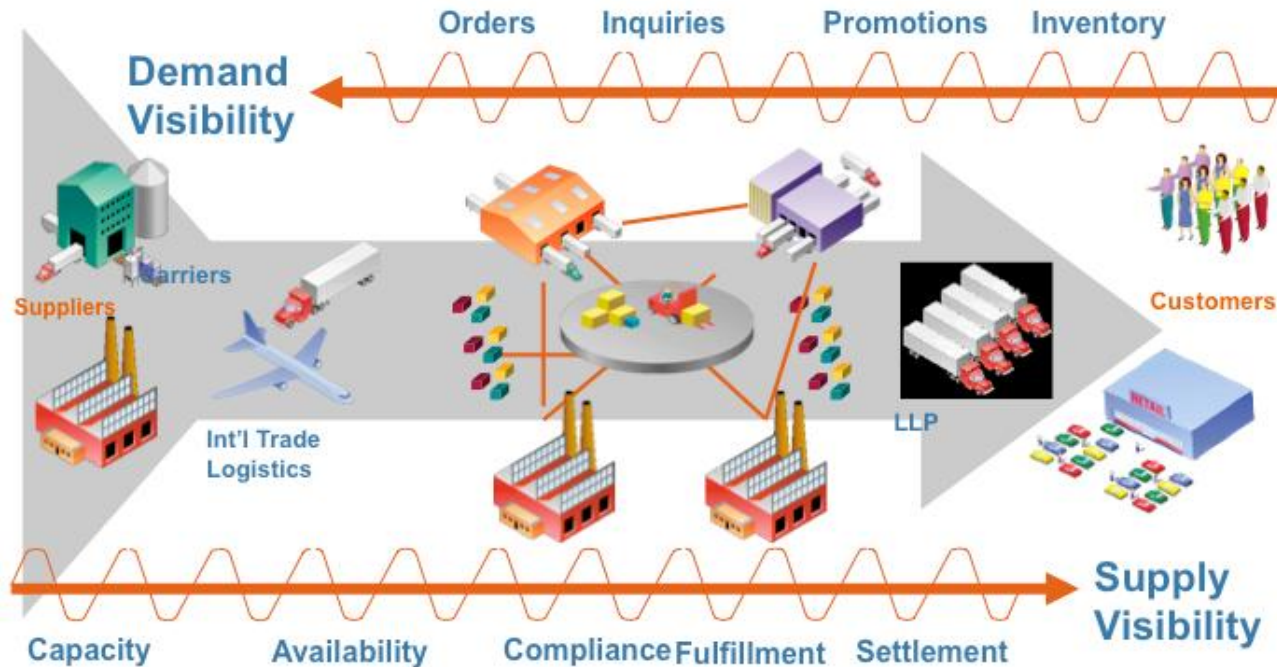 Orders Inquiries Promotions Inventory
Demand
Visibility
Carriers
Suppliers
Customers
RETAIL
LLP
Int'l Trade
Logistics
Supply
Visibility
Capacity Availability Compliance Fulfillment Settlement